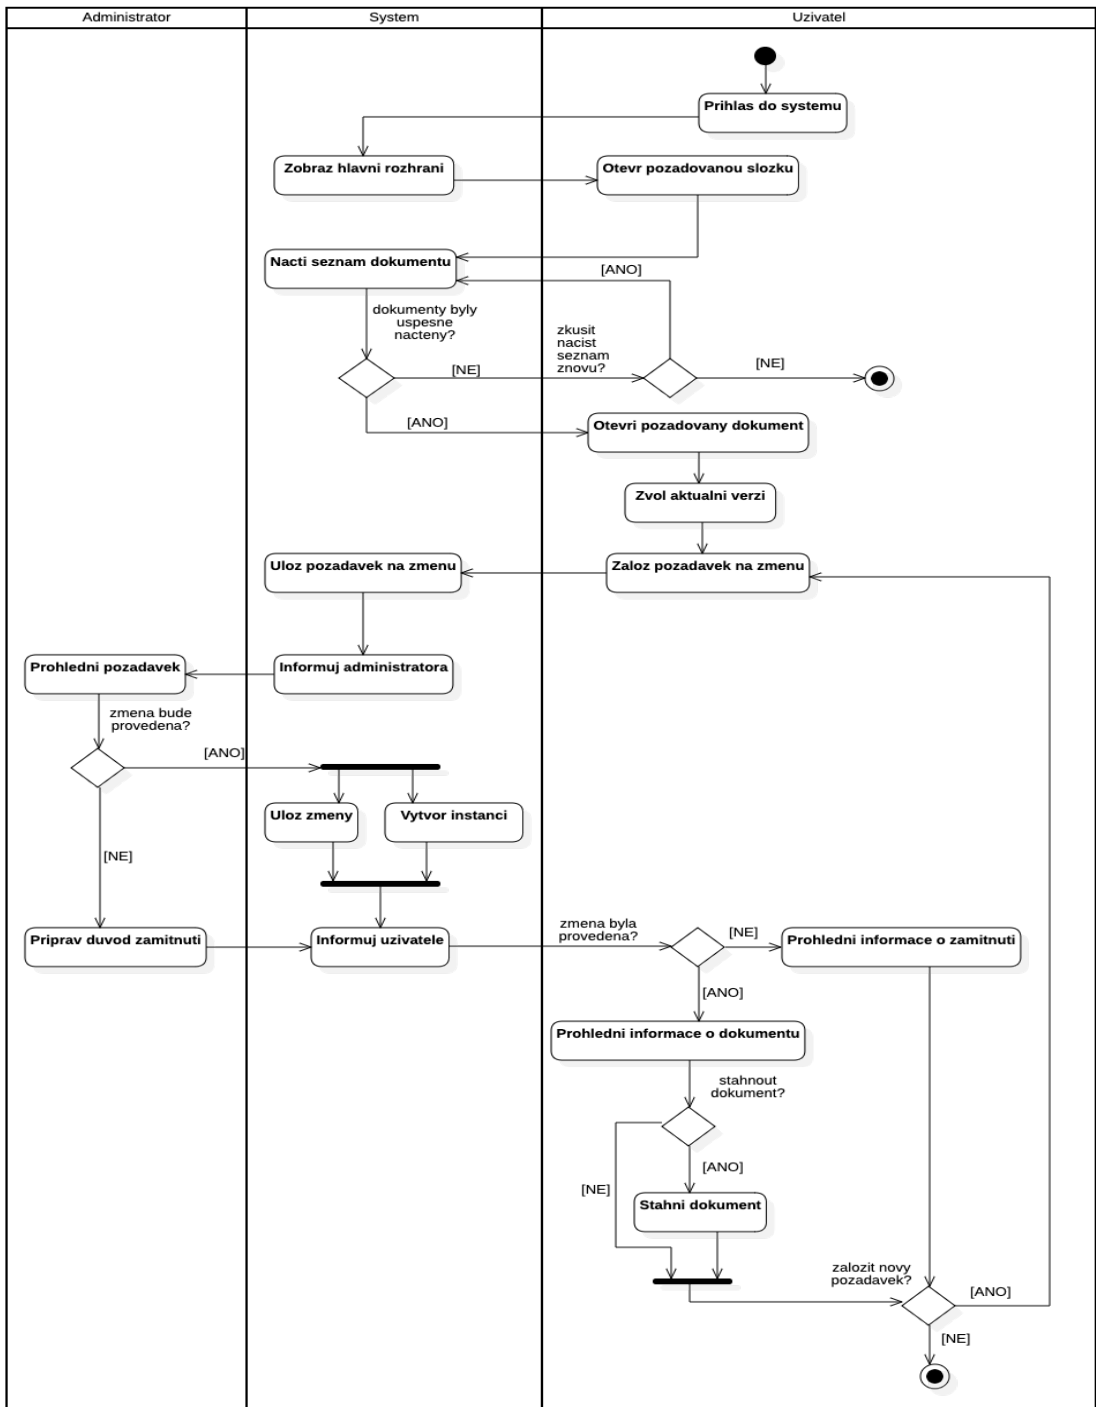 Administrator
System
Uzivatel
Prihlas do systemu
Zobraz hlavni rozhrani
Otevr pozadovanou slozku
Nacti seznam dokumentu
[ANO]
dokumenty byly
uspesne
nacteny?
zkusit
nacist
seznam
znovu?
[NE]
[NE]
[ANO]
Otevri pozadovany dokument
Zvol aktualni verzi
Uloz pozadavek na zmenu
Zaloz pozadavek na zmenu
Prohledni pozadavek
Informuj administratora
zmena bude
provedena?
[ANO]
Uloz zmeny
Vytvor instanci
[NE]
Priprav duvod zamitnuti
Informuj uzivatele
zmena byla
provedena?
[NE]
Prohledni informace o zamitnuti
[ANO]
Prohledni informace o dokumentu
stahnout
dokument?
[ANO]
[NE]
Stahni dokument
zalozit novy
pozadavek?
[ANO]
[NE]